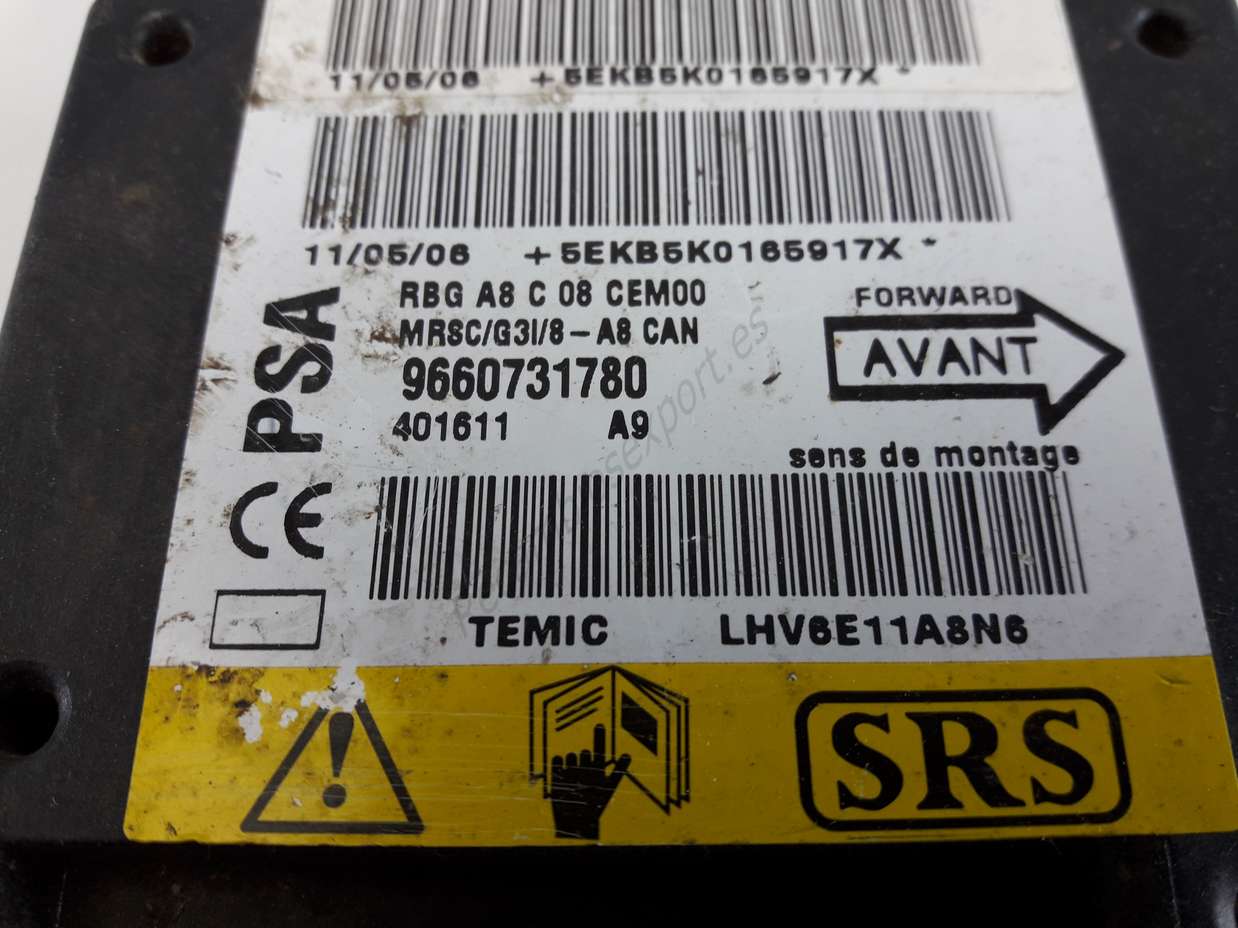 11/05/06 +5EKB5K0165917X *
11/05/06 +5EKB5K0165917X *
PSA
RBG A8 C 08 CEM00
MRSC/G3I/8-A8 CAN
9660731780
401611 A9
FORWARD
AVANT
sens de montage
CE
TEMIC LHV6E11A8N6
SRS